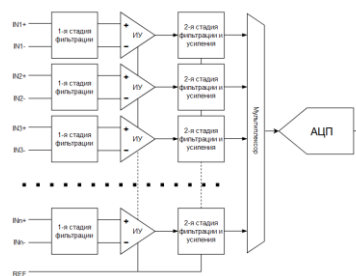 IN1+
IN1-
1-я стадия
фильтрации
ИУ
2-я стадия
фильтрации и
усиления
IN2+
IN2-
1-я стадия
фильтрации
ИУ
2-я стадия
фильтрации и
усиления
IN3+
IN3-
1-я стадия
фильтрации
ИУ
2-я стадия
фильтрации и
усиления
Мультиплексор
АЦП
INn+
INn-
1-я стадия
фильтрации
ИУ
2-я стадия
фильтрации и
усиления
REF